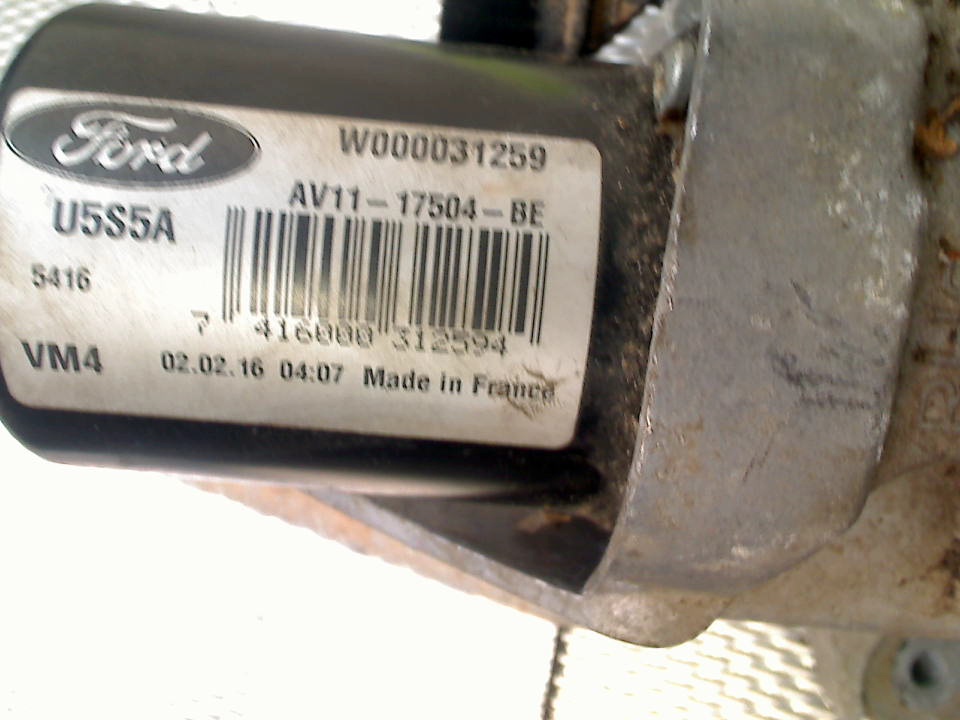 Ford
W000031259
AV11-17504-BE
U5S5A
5416
7 416000 312594
VM4
02.02.16 04:07 Made in France